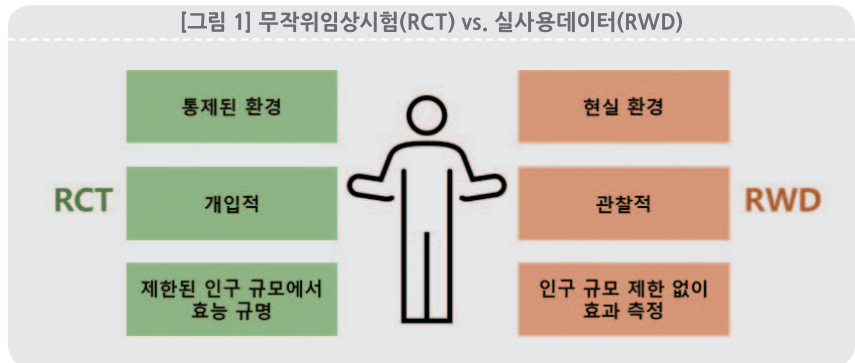 [그림 1] 무작위임상시험(RCT) vs. 실사용데이터(RWD)
통제된 환경
현실 환경
RCT
개입적
관찰적
RWD
제한된 인구 규모에서
효능 규명
인구 규모 제한 없이
효과 측정